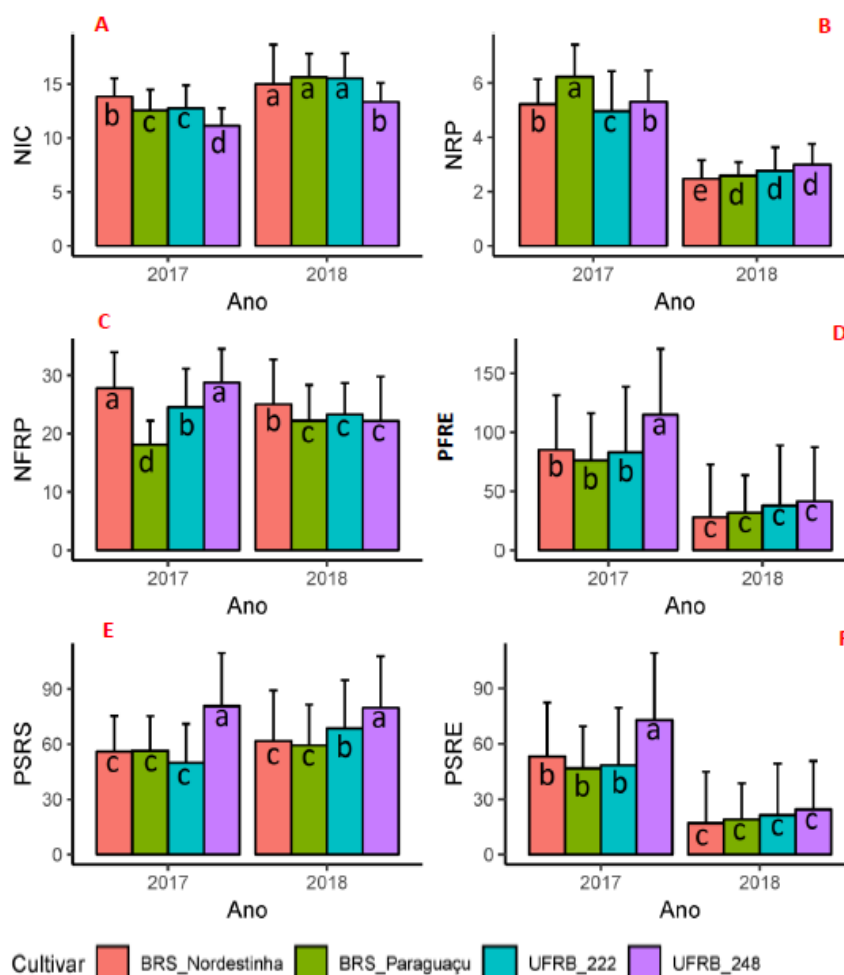 A
B
NIC
15
10
5
0
b
c
c
d
a
a
a
b
2017
2018
Ano
NRP
6
4
2
0
b
a
c
b
e
d
d
d
2017
2018
Ano
C
D
NFRP
30
20
10
0
a
d
b
a
b
c
c
c
2017
2018
Ano
PFRE
150
100
50
0
b
b
b
a
c
c
c
c
2017
2018
Ano
E
PSRS
90
60
30
0
c
c
c
a
c
c
b
a
2017
2018
Ano
PSRE
90
60
30
0
b
b
b
a
c
c
c
c
2017
2018
Ano
Cultivar BRS_Nordestinha BRS_Paraguaçu UFRB_222 UFRB_248